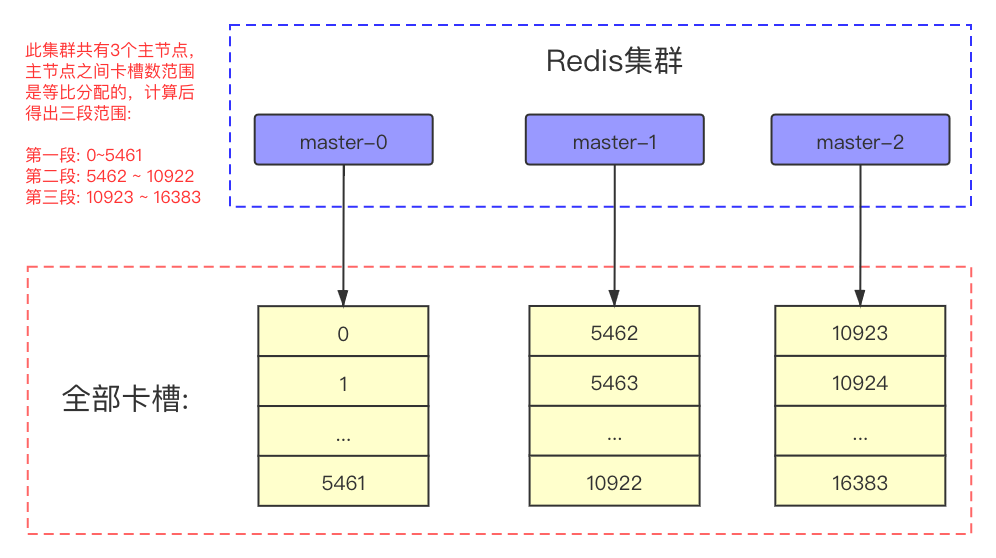 此集群共有3个主节点,
主节点之间卡槽数范围
是等比分配的，计算后
得出三段范围:
第一段: 0~5461
第二段: 5462 ~ 10922
第三段: 10923 ~ 16383
Redis集群
master-0
master-1
master-2
全部卡槽:
0
1
...
5461
5462
5463
...
10922
10923
10924
...
16383